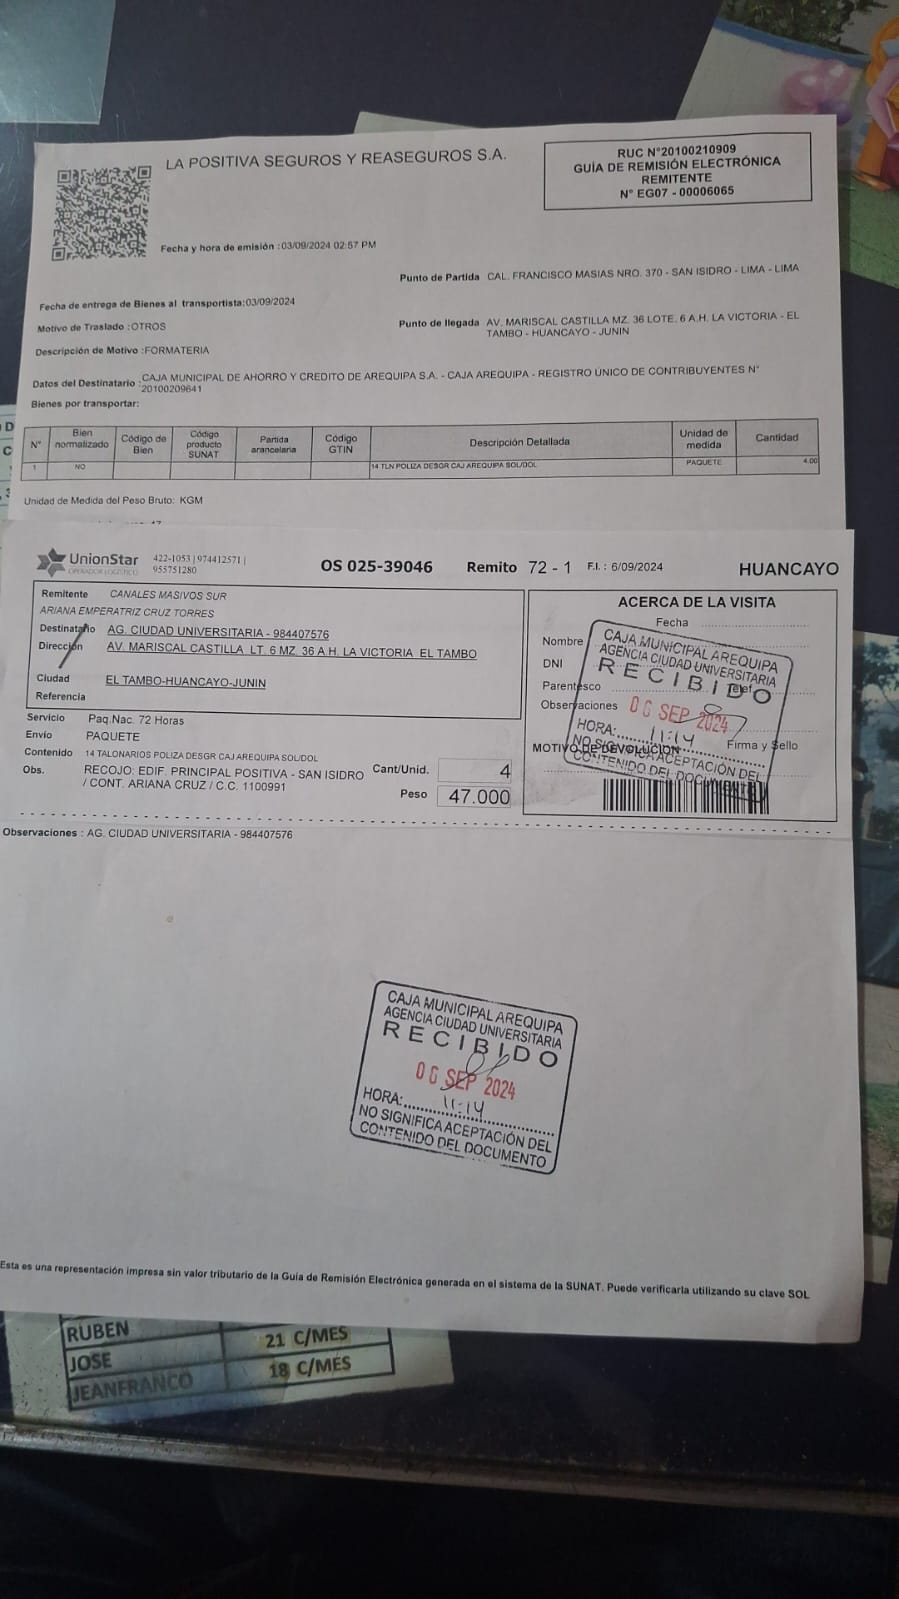 LA POSITIVA SEGUROS Y REASEGUROS S.A.
RUC N°20100210909
GUÍA DE REMISIÓN ELECTRÓNICA
REMITENTE
N° EG07 - 00006065
Fecha y hora de emisión :03/09/2024 02:57 PM
Punto de Partida CAL. FRANCISCO MASIAS NRO. 370 - SAN ISIDRO - LIMA - LIMA
Fecha de entrega de Bienes al transportista:03/09/2024
Motivo de Traslado :OTROS
Punto de llegada AV. MARISCAL CASTILLA MZ. 36 LOTE. 6 A.H. LA VICTORIA - EL
TAMBO - HUANCAYO - JUNIN
Descripción de Motivo :FORMATERIA
Datos del Destinatario :CAJA MUNICIPAL DE AHORRO Y CREDITO DE AREQUIPA S.A. - CAJA AREQUIPA - REGISTRO ÚNICO DE CONTRIBUYENTES N°
20100209641
Bienes por transportar:
N° Bien normalizado Código de Bien Código producto SUNAT Partida arancelaria Código GTIN Descripción Detallada Unidad de medida Cantidad
1 NO 14 TLN POLIZA DESGR CAJ AREQUIPA SOL/DOL PAQUETE 4.00
Unidad de Medida del Peso Bruto: KGM
UnionStar
OPERADOR LOGÍSTICO
422-1053 | 974412571 |
955751280
OS 025-39046 Remito 72 - 1 F.I. : 6/09/2024 HUANCAYO
Remitente CANALES MASIVOS SUR
ARIANA EMPERATRIZ CRUZ TORRES
Destinatario AG. CIUDAD UNIVERSITARIA - 984407576
Dirección AV. MARISCAL CASTILLA LT. 6 MZ. 36 A.H. LA VICTORIA EL TAMBO
Ciudad EL TAMBO-HUANCAYO-JUNIN
Referencia
Servicio Paq.Nac. 72 Horas
Envío PAQUETE
Contenido 14 TALONARIOS POLIZA DESGR CAJ AREQUIPA SOL/DOL
Obs. RECOJO: EDIF. PRINCIPAL POSITIVA - SAN ISIDRO
/ CONT. ARIANA CRUZ / C.C. 1100991
Cant/Unid. 4
Peso 47.000
ACERCA DE LA VISITA
Fecha
Nombre
DNI
Parentesco Telef.
Observaciones
Firma y Sello
MOTIVO DE DEVOLUCION
CAJA MUNICIPAL AREQUIPA
AGENCIA CIUDAD UNIVERSITARIA
RECIBIDO
06 SEP 2024
HORA: 11:14
NO SIGNIFICA ACEPTACIÓN DEL
CONTENIDO DEL DOCUMENTO
Observaciones : AG. CIUDAD UNIVERSITARIA - 984407576
CAJA MUNICIPAL AREQUIPA
AGENCIA CIUDAD UNIVERSITARIA
RECIBIDO
06 SEP 2024
HORA: 11:14
NO SIGNIFICA ACEPTACIÓN DEL
CONTENIDO DEL DOCUMENTO
Esta es una representación impresa sin valor tributario de la Guía de Remisión Electrónica generada en el sistema de la SUNAT. Puede verificarla utilizando su clave SOL
RUBEN 21 C/MES
JOSE 18 C/MES
JEANFRANCO